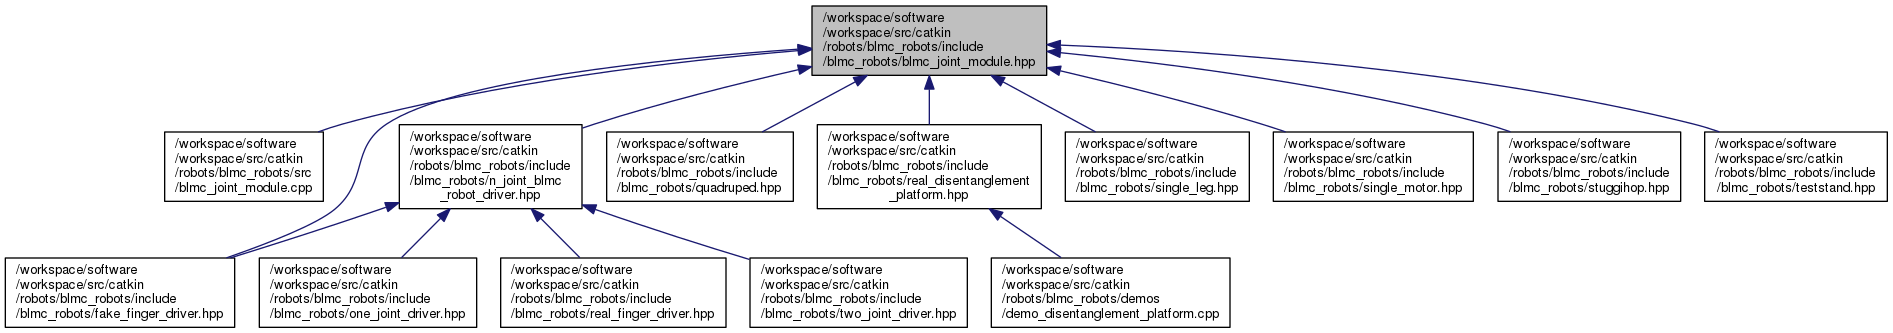 /workspace/software
/workspace/src/catkin
/robots/blmc_robots/include
/blmc_robots/blmc_joint_module.hpp
/workspace/software
/workspace/src/catkin
/robots/blmc_robots/src
/blmc_joint_module.cpp
/workspace/software
/workspace/src/catkin
/robots/blmc_robots/include
/blmc_robots/n_joint_blmc
_robot_driver.hpp
/workspace/software
/workspace/src/catkin
/robots/blmc_robots/include
/blmc_robots/quadruped.hpp
/workspace/software
/workspace/src/catkin
/robots/blmc_robots/include
/blmc_robots/real_disentanglement
_platform.hpp
/workspace/software
/workspace/src/catkin
/robots/blmc_robots/include
/blmc_robots/single_leg.hpp
/workspace/software
/workspace/src/catkin
/robots/blmc_robots/include
/blmc_robots/single_motor.hpp
/workspace/software
/workspace/src/catkin
/robots/blmc_robots/include
/blmc_robots/stuggihop.hpp
/workspace/software
/workspace/src/catkin
/robots/blmc_robots/include
/blmc_robots/teststand.hpp
/workspace/software
/workspace/src/catkin
/robots/blmc_robots/include
/blmc_robots/fake_finger_driver.hpp
/workspace/software
/workspace/src/catkin
/robots/blmc_robots/include
/blmc_robots/one_joint_driver.hpp
/workspace/software
/workspace/src/catkin
/robots/blmc_robots/include
/blmc_robots/real_finger_driver.hpp
/workspace/software
/workspace/src/catkin
/robots/blmc_robots/include
/blmc_robots/two_joint_driver.hpp
/workspace/software
/workspace/src/catkin
/robots/blmc_robots/demos
/demo_disentanglement_platform.cpp